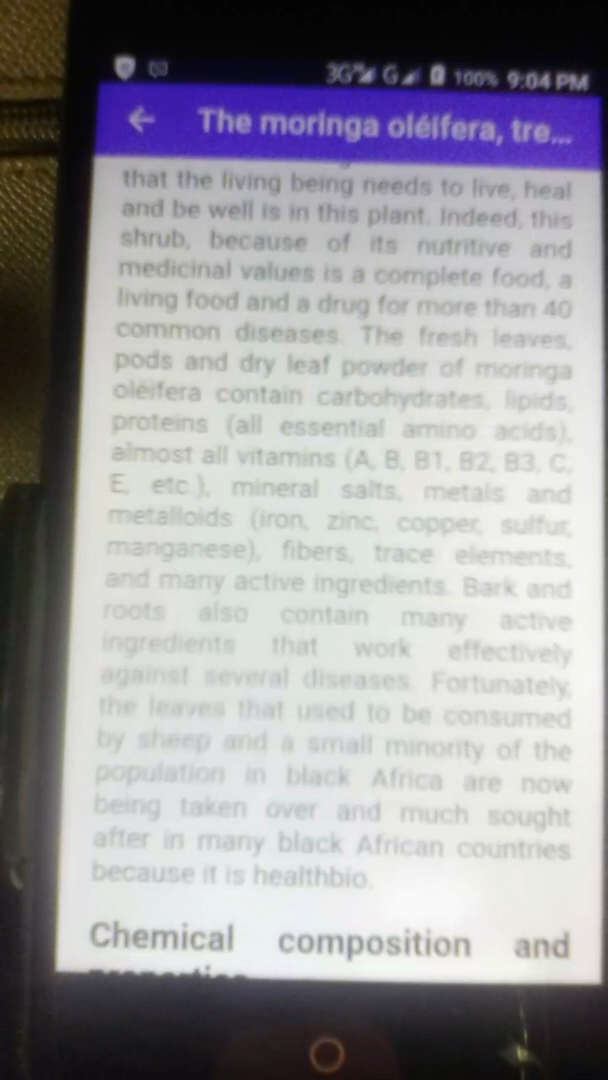 3G G 100% 9:04 PM
← The moringa oléifera, tre...
that the living being needs to live, heal
and be well is in this plant. Indeed, this
shrub, because of its nutritive and
medicinal values is a complete food, a
living food and a drug for more than 40
common diseases. The fresh leaves,
pods and dry leaf powder of moringa
oléifera contain carbohydrates, lipids,
proteins (all essential amino acids),
almost all vitamins (A, B, B1, B2, B3, C,
E, etc.), mineral salts, metals and
metalloids (iron, zinc, copper, sulfur,
manganese), fibers, trace elements,
and many active ingredients. Bark and
roots also contain many active
ingredients that work effectively
against several diseases. Fortunately,
the leaves that used to be consumed
by sheep and a small minority of the
population in black Africa are now
being taken over and much sought
after in many black African countries
because it is healthbio.
Chemical composition and